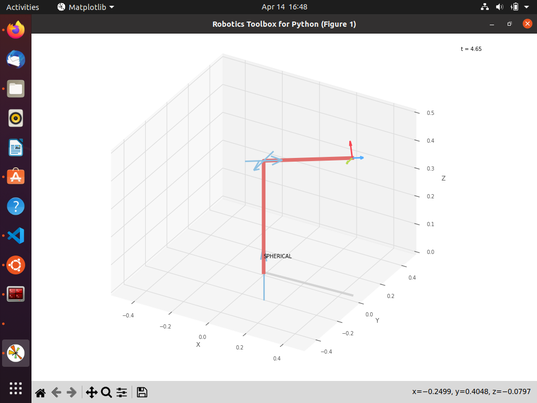 Activities
Matplotlib
Apr 14 16:48
Robotics Toolbox for Python (Figure 1)
t = 4.65
0.5
0.4
0.3
Z
0.2
0.1
0.0
SPHERICAL
0.4
0.2
0.0
Y
−0.2
−0.4
−0.4
−0.2
0.0
X
0.2
0.4
x=−0.2499, y=0.4048, z=−0.0797